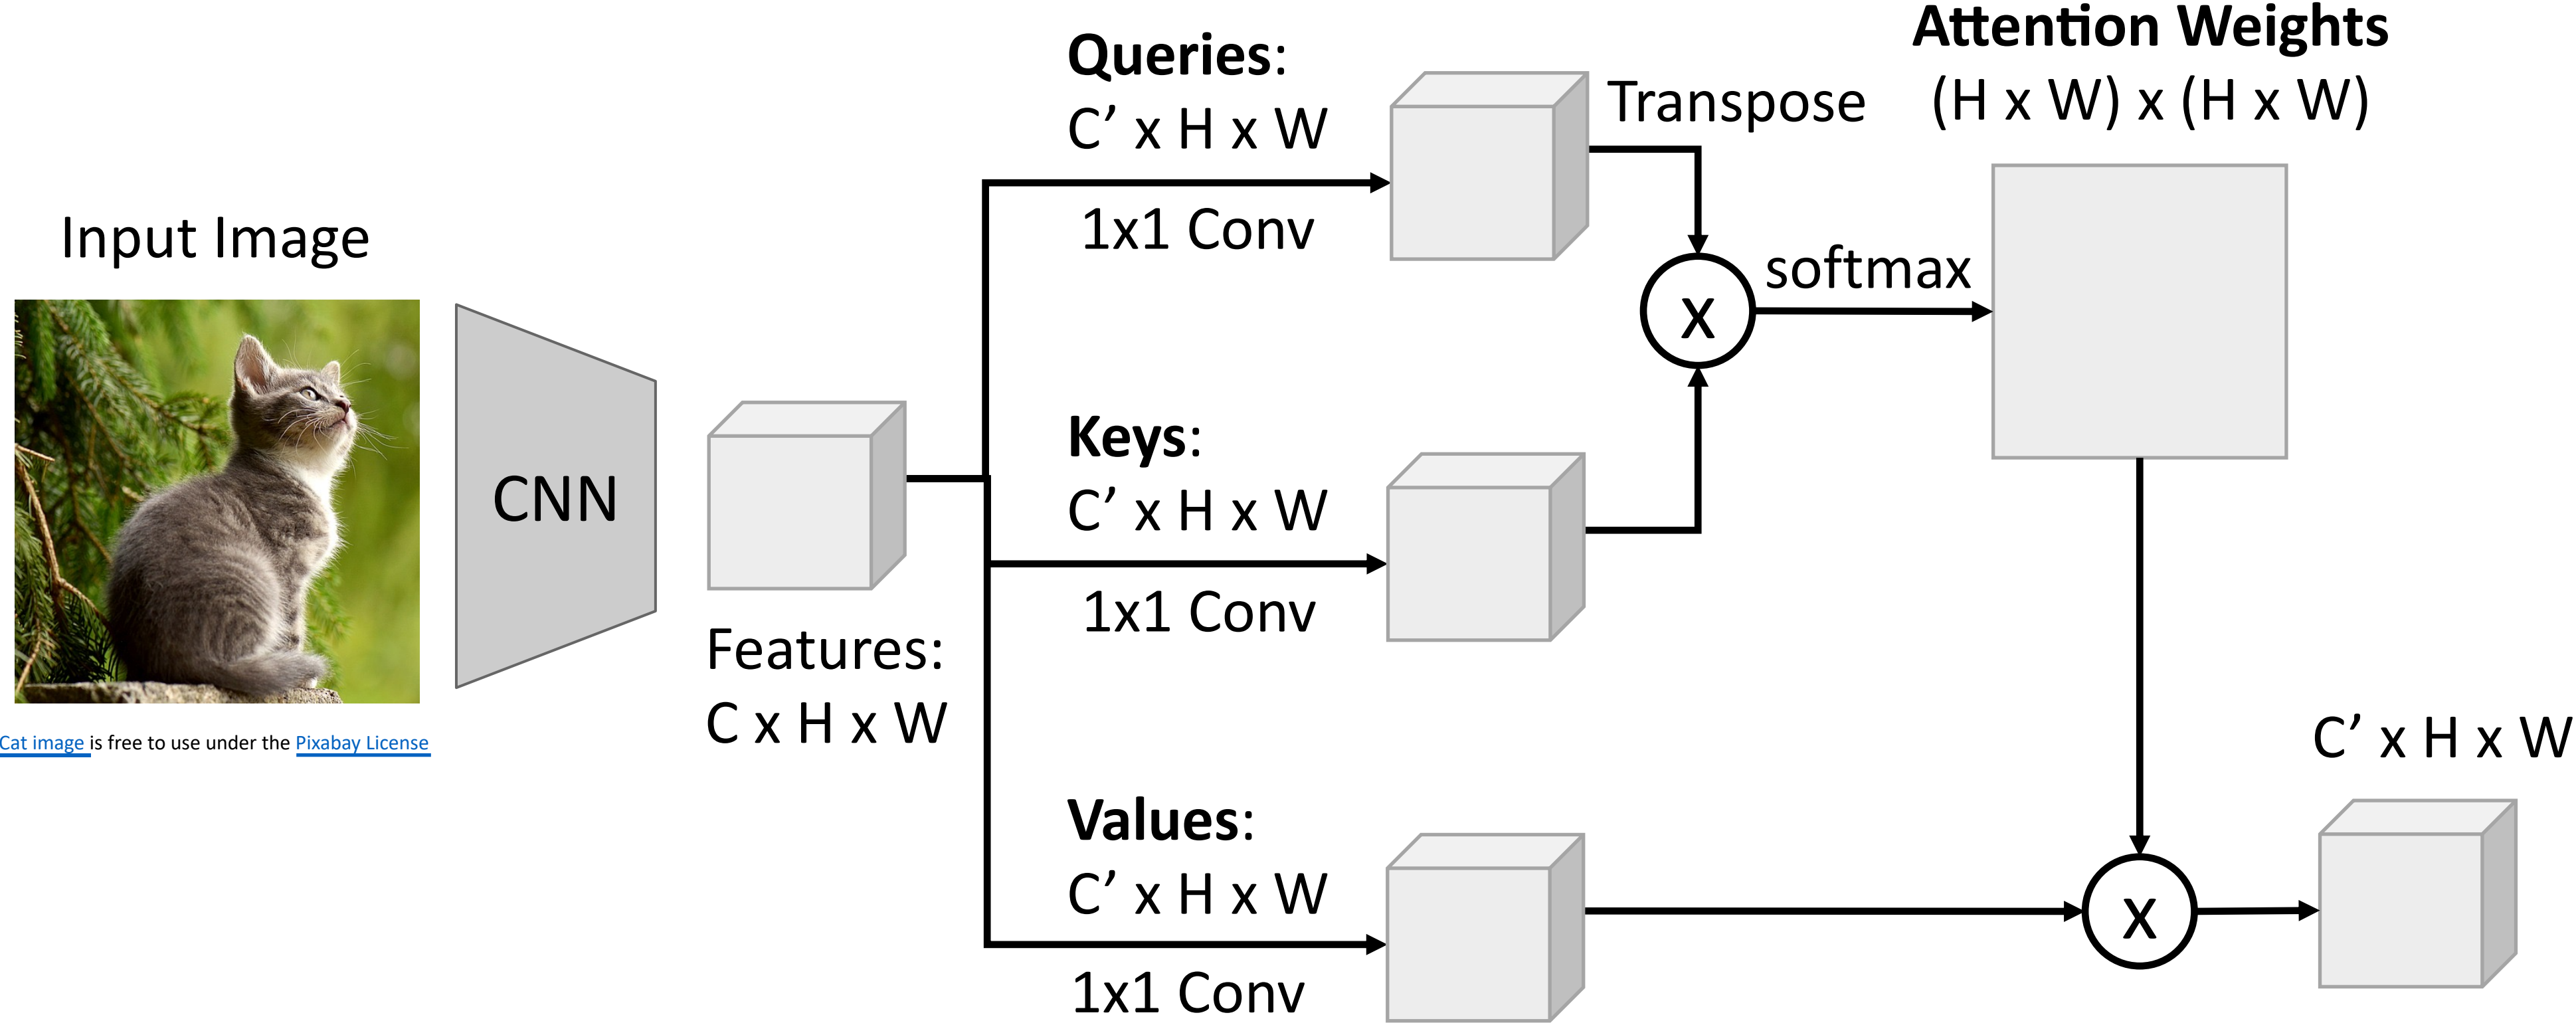 Input Image
Cat image is free to use under the Pixabay License
CNN
Features:
C x H x W
Queries:
C’ x H x W
1x1 Conv
Keys:
C’ x H x W
1x1 Conv
Values:
C’ x H x W
1x1 Conv
Transpose
x
softmax
Attention Weights
(H x W) x (H x W)
x
C’ x H x W